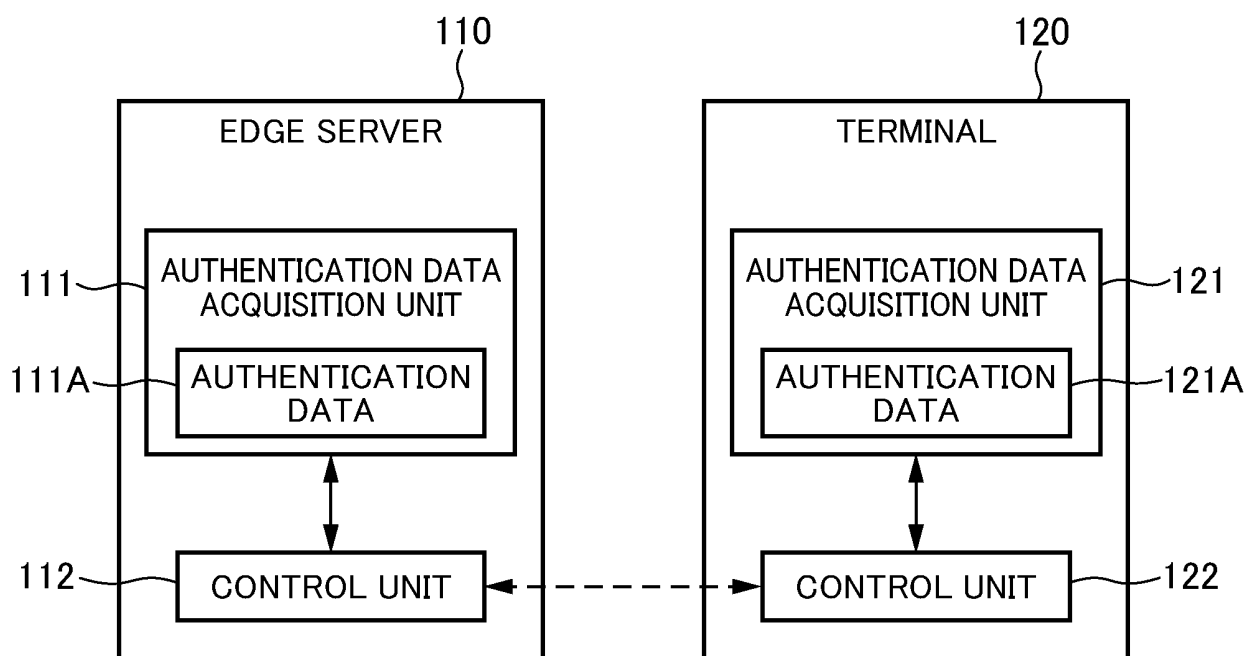 110
120
EDGE SERVER
TERMINAL
111
AUTHENTICATION DATA
ACQUISITION UNIT
111A
AUTHENTICATION
DATA
AUTHENTICATION DATA
ACQUISITION UNIT
121
AUTHENTICATION
DATA
121A
112
CONTROL UNIT
CONTROL UNIT
122